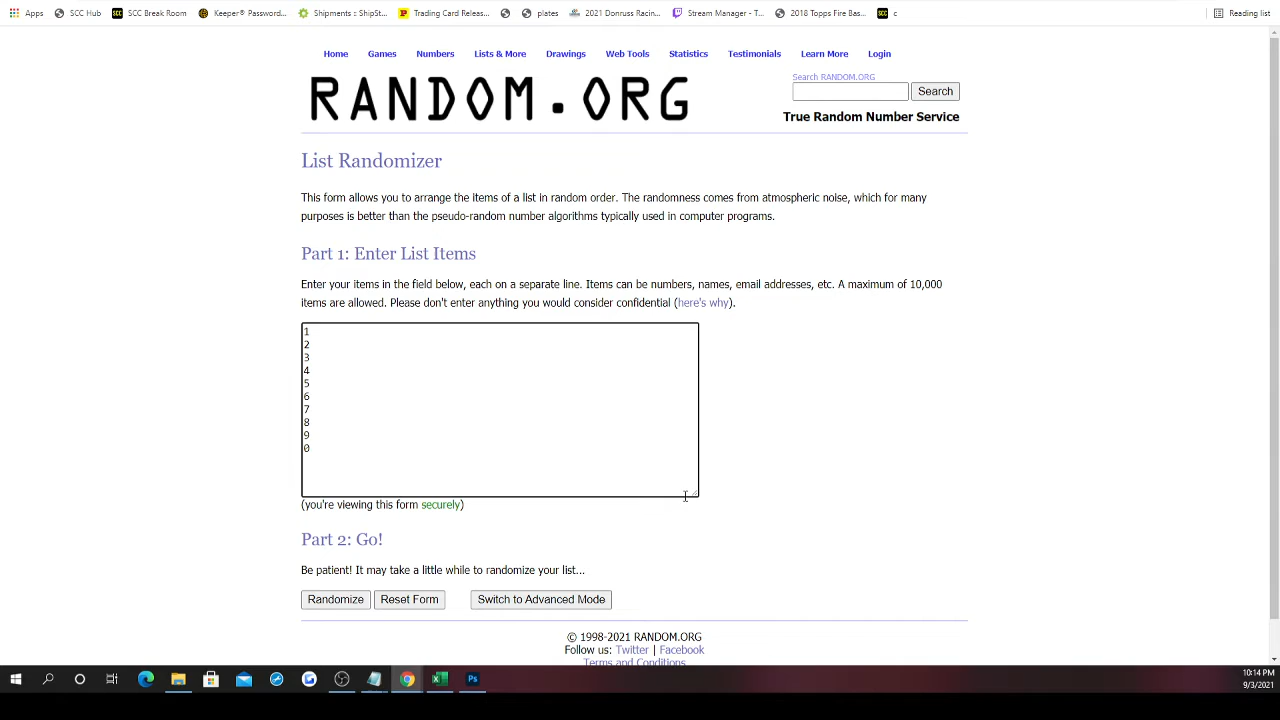 Apps SCC Hub SCC Break Room Keeper® Password... Shipments :: ShipSt... Trading Card Releas... plates 2021 Donruss Racin... Stream Manager - T... 2018 Topps Fire Bas... SCC c Reading list
Home Games Numbers Lists & More Drawings Web Tools Statistics Testimonials Learn More Login
RANDOM.ORG
Search RANDOM.ORG
Search
True Random Number Service
List Randomizer
This form allows you to arrange the items of a list in random order. The randomness comes from atmospheric noise, which for many
purposes is better than the pseudo-random number algorithms typically used in computer programs.
Part 1: Enter List Items
Enter your items in the field below, each on a separate line. Items can be numbers, names, email addresses, etc. A maximum of 10,000
items are allowed. Please don't enter anything you would consider confidential (here's why).
1
2
3
4
5
6
7
8
9
0
(you're viewing this form securely)
Part 2: Go!
Be patient! It may take a little while to randomize your list...
Randomize Reset Form Switch to Advanced Mode
© 1998-2021 RANDOM.ORG
Follow us: Twitter | Facebook
Terms and Conditions
10:14 PM
9/3/2021